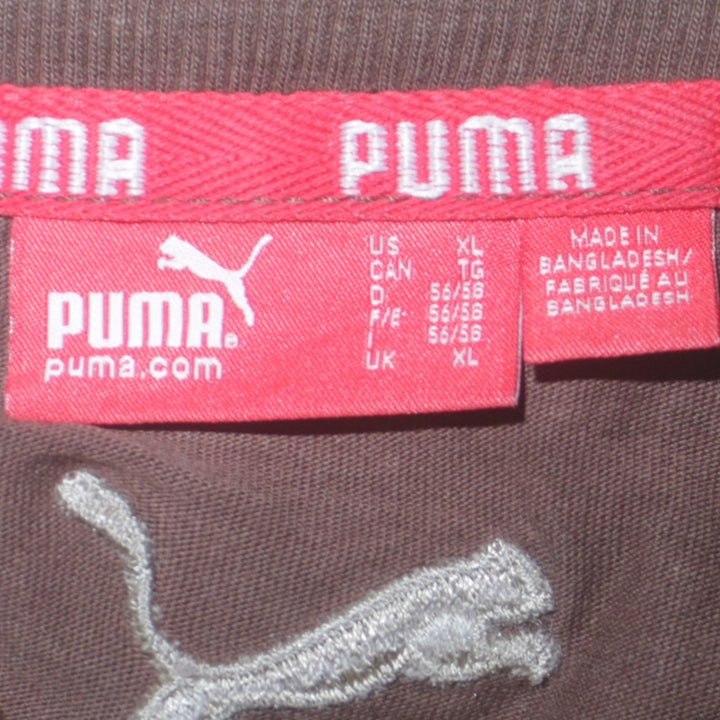 UMA PUMA
PUMA®
puma.com
US XL
CAN TG
D 56/58
F/E 56/58
I 56/58
UK XL
MADE IN
BANGLADESH/
FABRIQUÉ AU
BANGLADESH